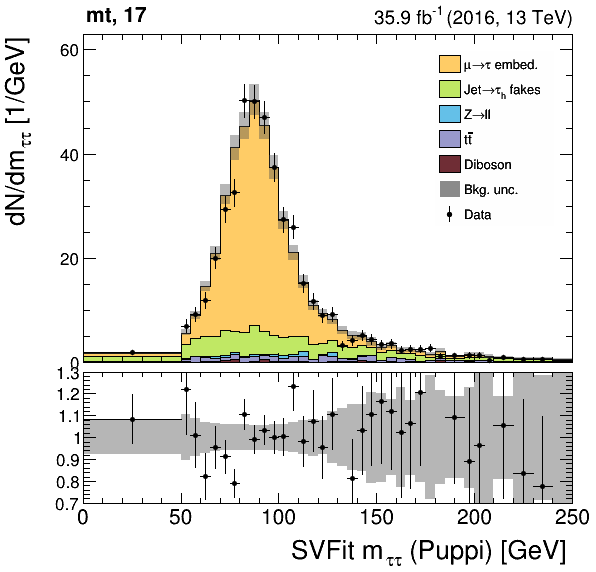 mt, 17
35.9 fb⁻¹ (2016, 13 TeV)
dN/dm_ττ [1/GeV]
60
40
20
0
μ→τ embed.
Jet→τ_h fakes
Z→ll
tt̄
Diboson
Bkg. unc.
Data
1.3
1.2
1.1
1
0.9
0.8
0.7
0 50 100 150 200 250
SVFit m_ττ (Puppi) [GeV]